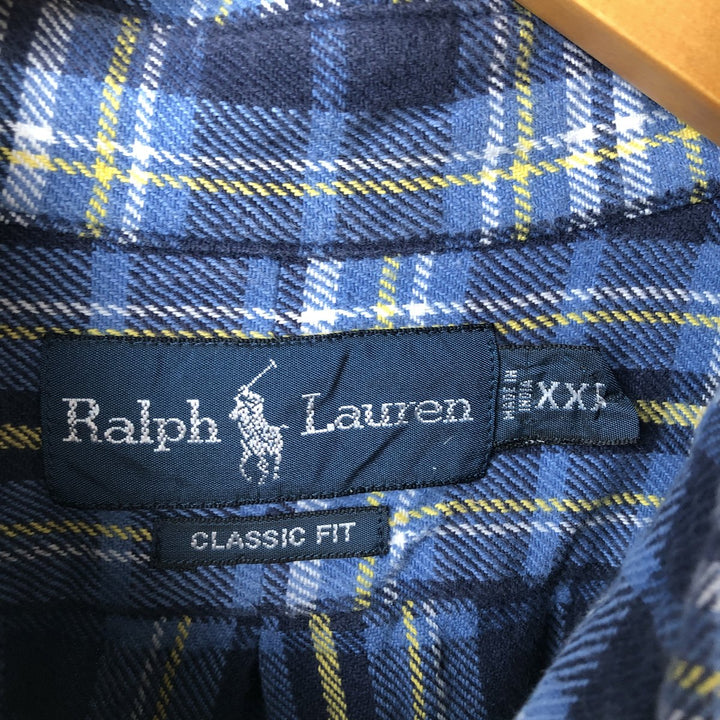 Ralph Lauren
MADE IN
INDIA
XXL
CLASSIC FIT